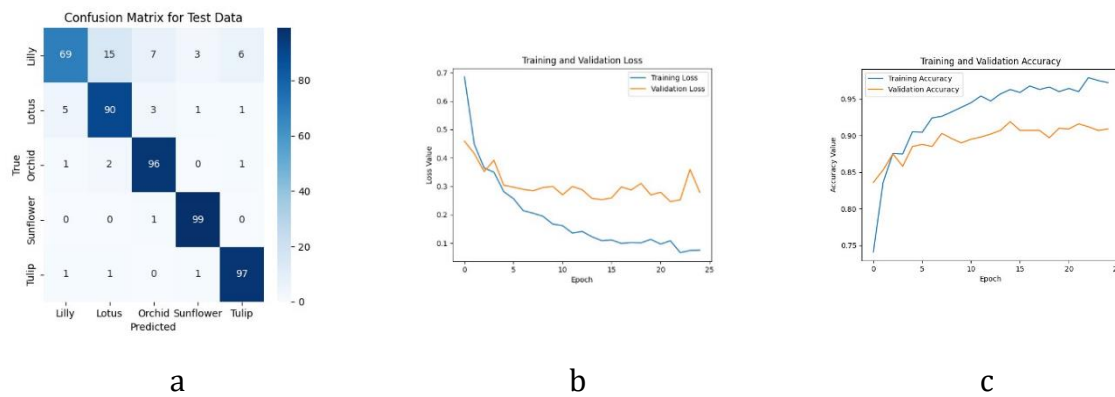 Confusion Matrix for Test Data
True
Lilly
69 15 7 3 6
Lotus
5 90 3 1 1
Orchid
1 2 96 0 1
Sunflower
0 0 1 99 0
Tulip
1 1 0 1 97
Lilly Lotus Orchid Sunflower Tulip
Predicted
80
60
40
20
0
a
Training and Validation Loss
Training Loss
Validation Loss
Loss Value
0.7
0.6
0.5
0.4
0.3
0.2
0.1
0 5 10 15 20 25
Epoch
b
Training and Validation Accuracy
Training Accuracy
Validation Accuracy
Accuracy Value
0.95
0.90
0.85
0.80
0.75
0 5 10 15 20
Epoch
c